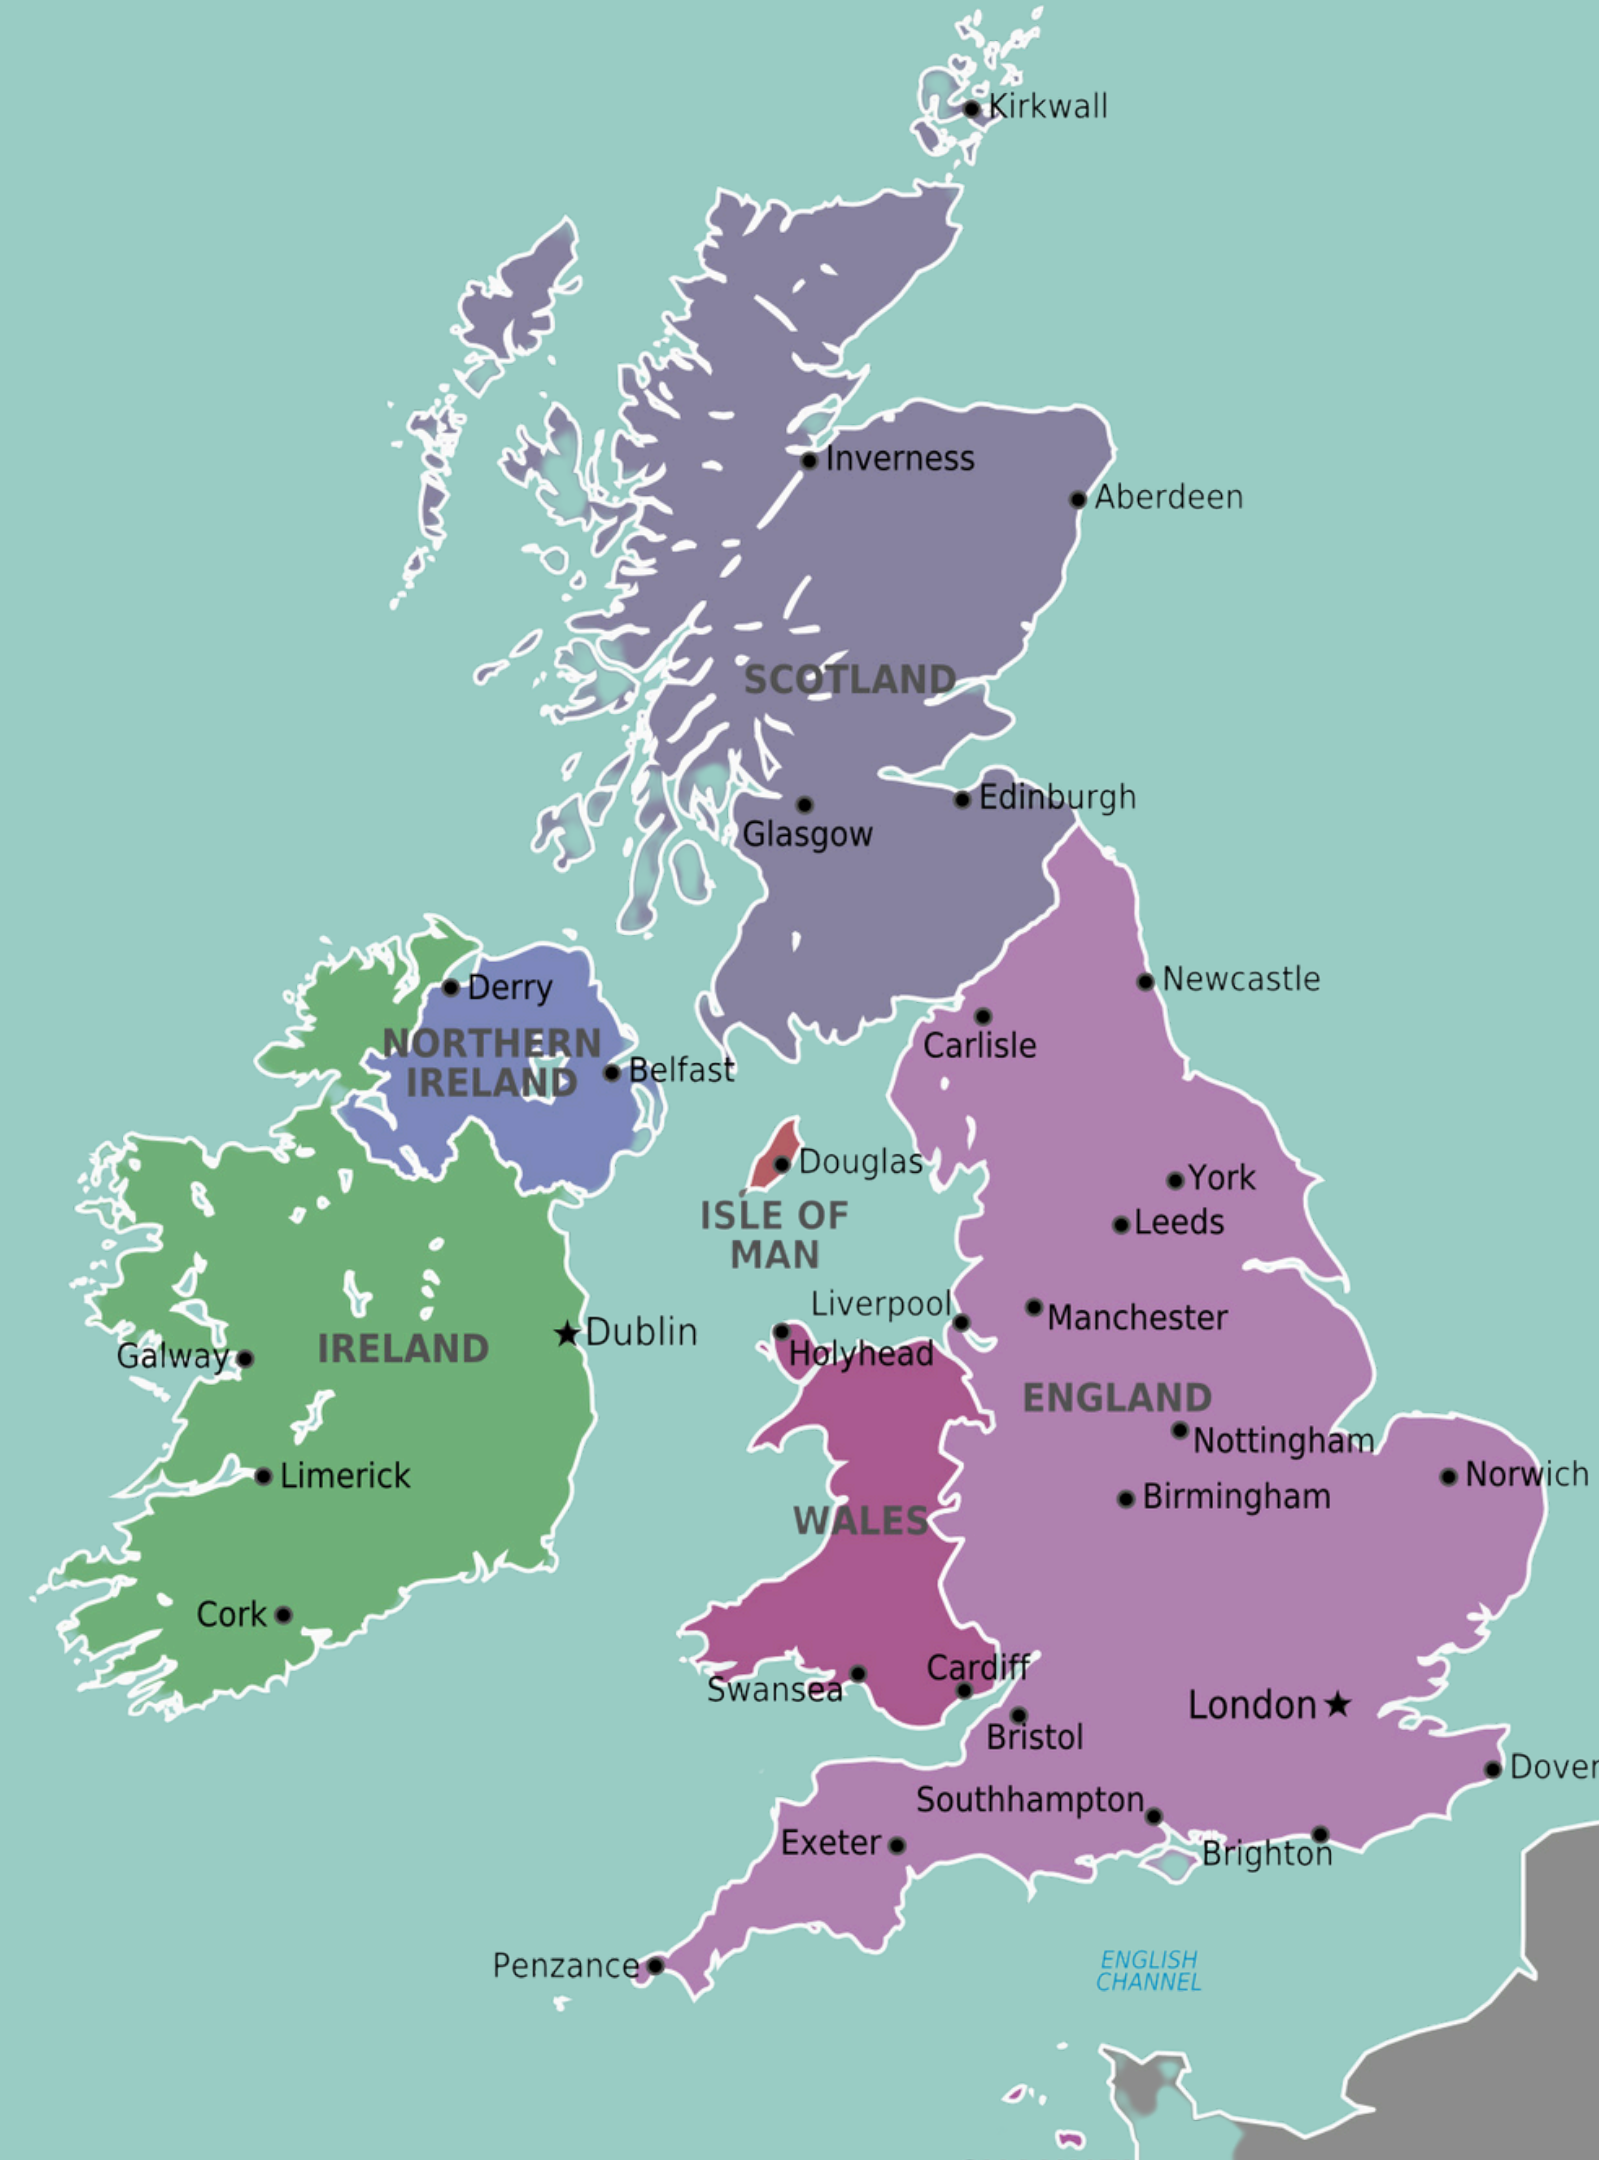 Kirkwall
Inverness
Aberdeen
SCOTLAND
Edinburgh
Glasgow
Newcastle
Derry
Carlisle
NORTHERN
IRELAND
Belfast
Douglas
York
ISLE OF
MAN
Leeds
Liverpool
Manchester
Dublin
IRELAND
Galway
Holyhead
ENGLAND
Nottingham
Limerick
Norwich
Birmingham
WALES
Cork
Cardiff
Swansea
London
Bristol
Dover
Southhampton
Exeter
Brighton
Penzance
ENGLISH
CHANNEL